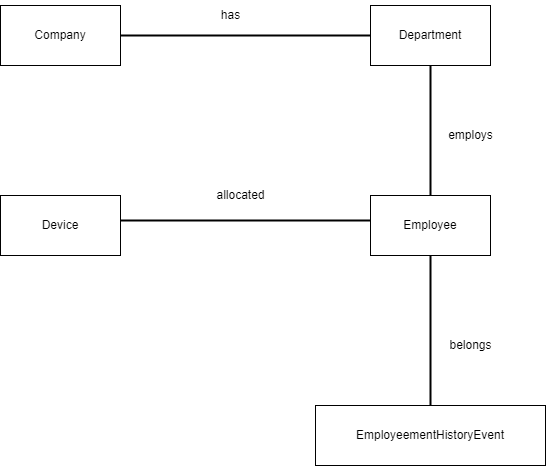 has
Company
Department
employs
allocated
Device
Employee
belongs
EmployeementHistoryEvent